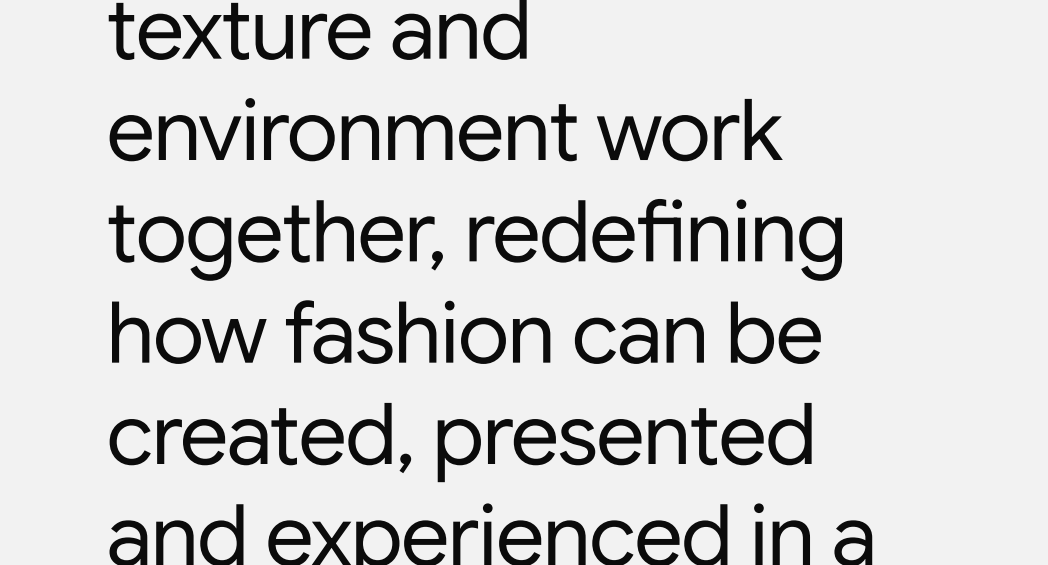 texture and
environment work
together, redefining
how fashion can be
created, presented
and experienced in a